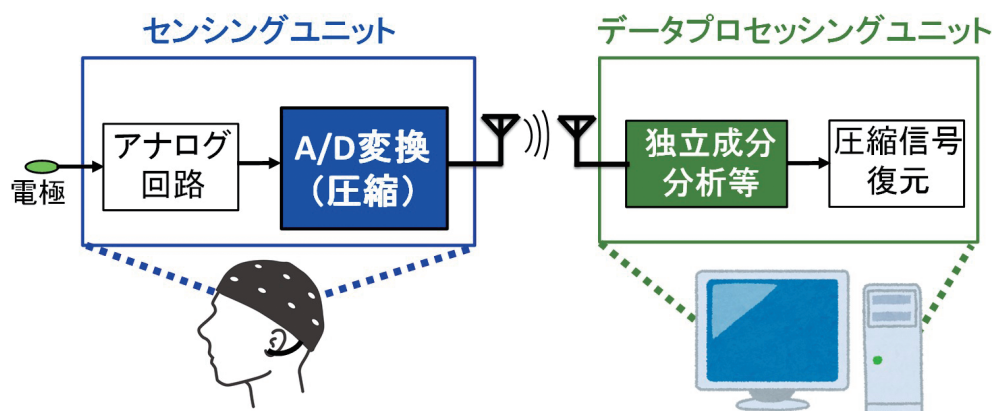 センシングユニット
データプロセッシングユニット
電極
アナログ
回路
A/D変換
（圧縮）
独立成分
分析等
圧縮信号
復元